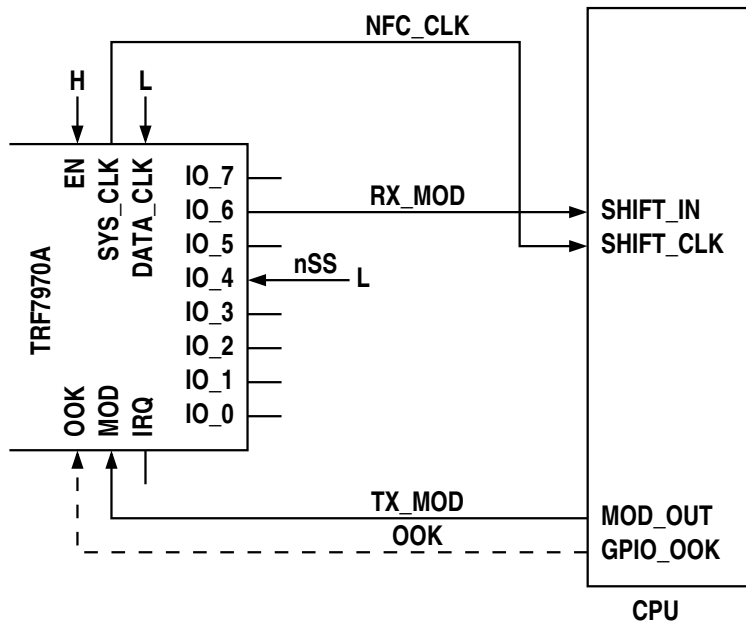 NFC_CLK
H
L
EN
SYS_CLK
DATA_CLK
IO_7
IO_6
RX_MOD
SHIFT_IN
IO_5
SHIFT_CLK
nSS
IO_4
L
TRF7970A
IO_3
IO_2
IO_1
IO_0
OOK
MOD
IRQ
TX_MOD
MOD_OUT
OOK
GPIO_OOK
CPU